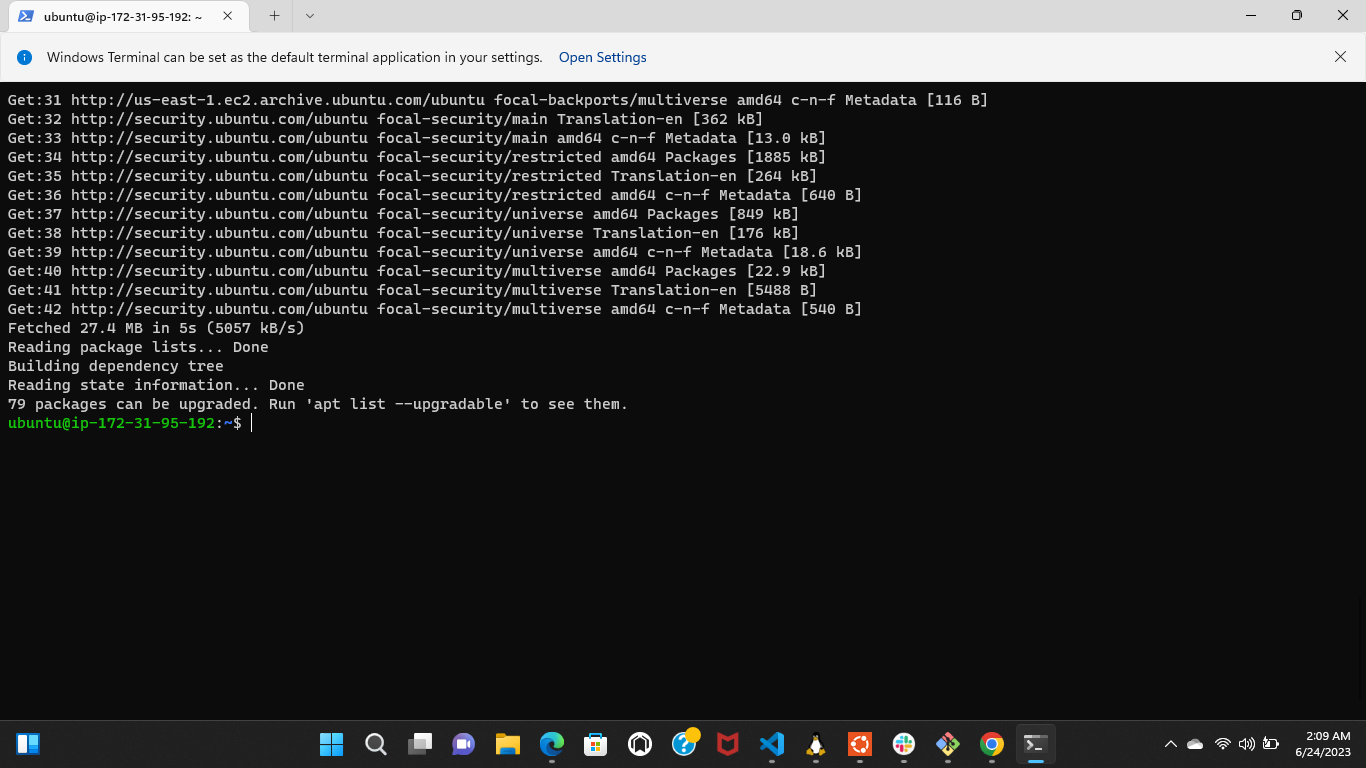 ubuntu@ip-172-31-95-192: ~
Windows Terminal can be set as the default terminal application in your settings. Open Settings
Get:31 http://us-east-1.ec2.archive.ubuntu.com/ubuntu focal-backports/multiverse amd64 c-n-f Metadata [116 B]
Get:32 http://security.ubuntu.com/ubuntu focal-security/main Translation-en [362 kB]
Get:33 http://security.ubuntu.com/ubuntu focal-security/main amd64 c-n-f Metadata [13.0 kB]
Get:34 http://security.ubuntu.com/ubuntu focal-security/restricted amd64 Packages [1885 kB]
Get:35 http://security.ubuntu.com/ubuntu focal-security/restricted Translation-en [264 kB]
Get:36 http://security.ubuntu.com/ubuntu focal-security/restricted amd64 c-n-f Metadata [640 B]
Get:37 http://security.ubuntu.com/ubuntu focal-security/universe amd64 Packages [849 kB]
Get:38 http://security.ubuntu.com/ubuntu focal-security/universe Translation-en [176 kB]
Get:39 http://security.ubuntu.com/ubuntu focal-security/universe amd64 c-n-f Metadata [18.6 kB]
Get:40 http://security.ubuntu.com/ubuntu focal-security/multiverse amd64 Packages [22.9 kB]
Get:41 http://security.ubuntu.com/ubuntu focal-security/multiverse Translation-en [5488 B]
Get:42 http://security.ubuntu.com/ubuntu focal-security/multiverse amd64 c-n-f Metadata [540 B]
Fetched 27.4 MB in 5s (5057 kB/s)
Reading package lists... Done
Building dependency tree
Reading state information... Done
79 packages can be upgraded. Run 'apt list --upgradable' to see them.
ubuntu@ip-172-31-95-192:~$
2:09 AM
6/24/2023